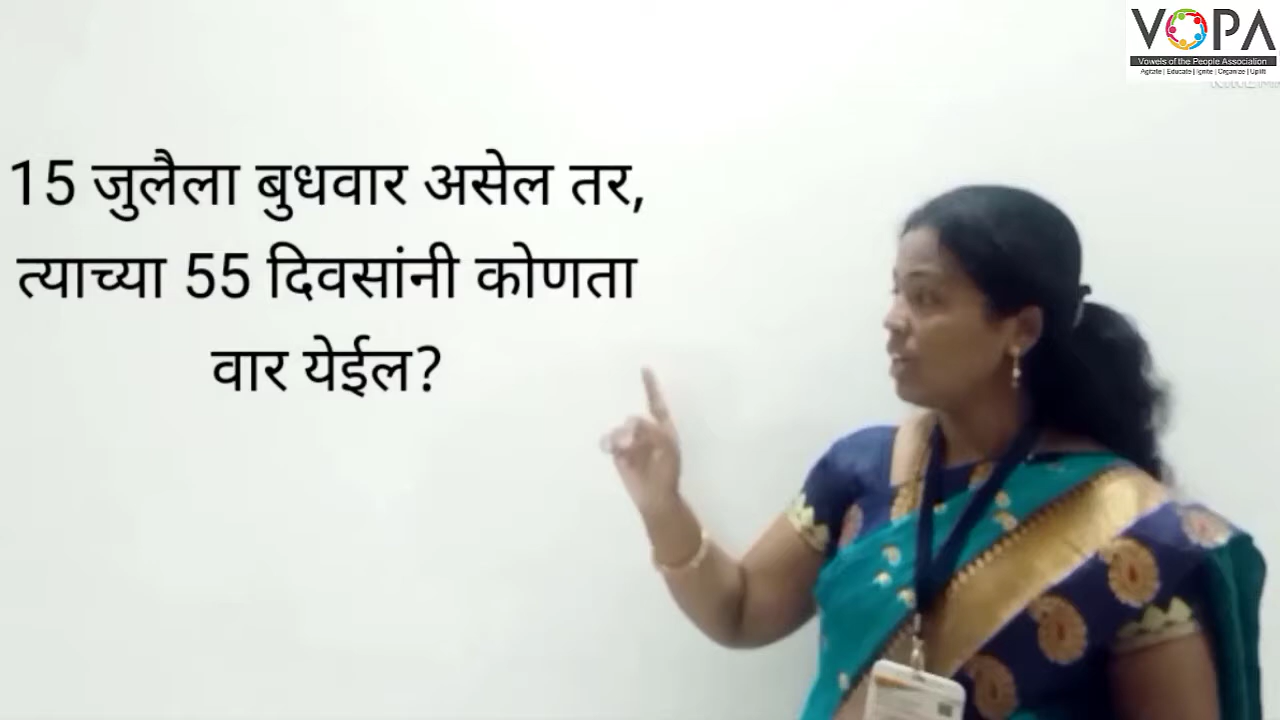 VOPA
Vowels of the People Association
Agitate | Educate | Ignite | Organize | Uplift
15 जुलैला बुधवार असेल तर,
त्याच्या 55 दिवसांनी कोणता
वार येईल?